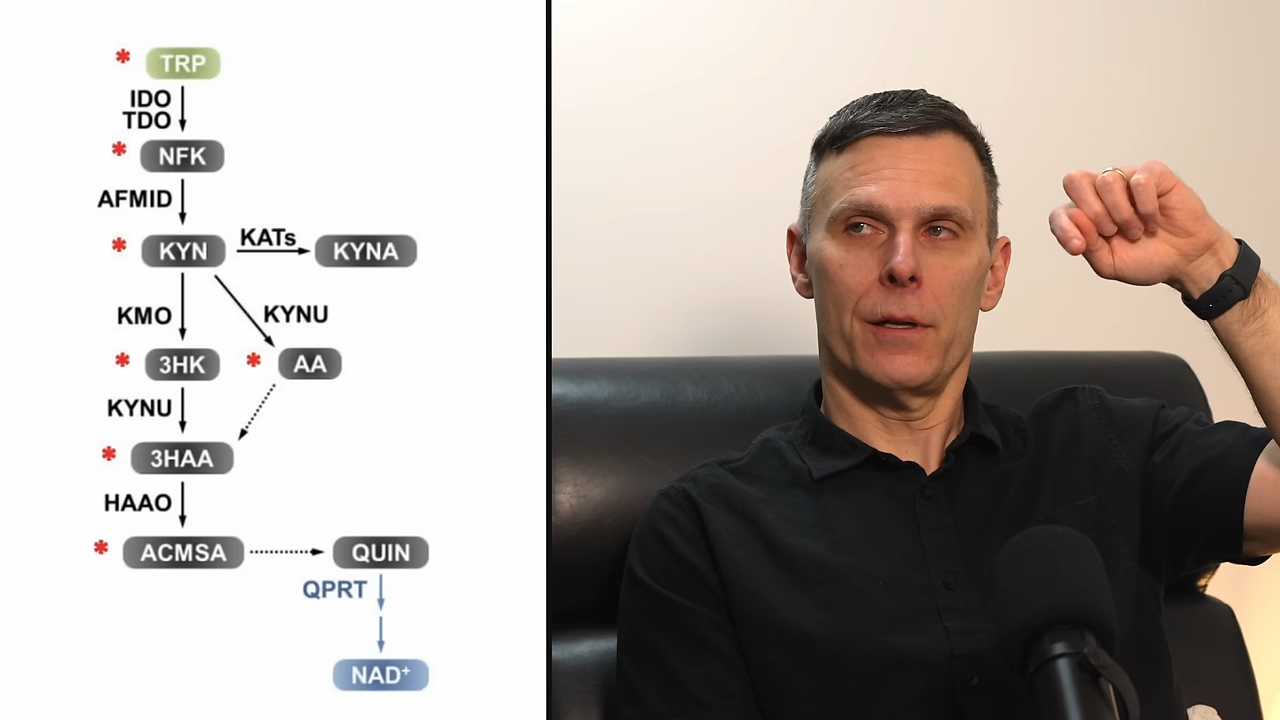 * TRP
IDO
TDO
* NFK
AFMID
* KYN
KATs
KYNA
KMO
KYNU
* 3HK
* AA
KYNU
* 3HAA
HAAO
* ACMSA
QUIN
QPRT
NAD⁺